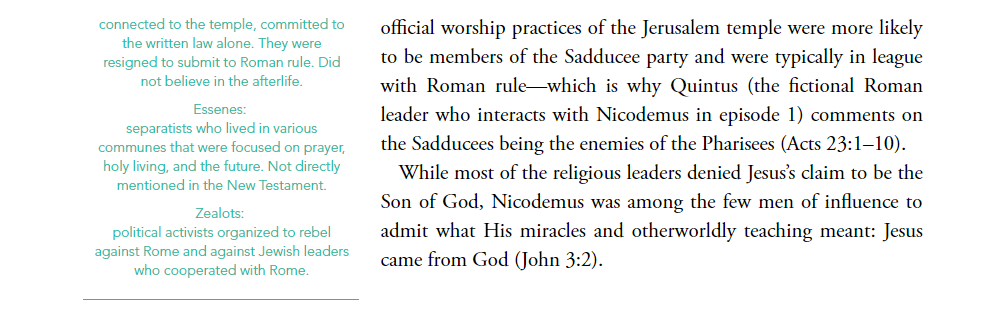 connected to the temple, committed to
the written law alone. They were
resigned to submit to Roman rule. Did
not believe in the afterlife.
Essenes:
separatists who lived in various
communes that were focused on prayer,
holy living, and the future. Not directly
mentioned in the New Testament.
Zealots:
political activists organized to rebel
against Rome and against Jewish leaders
who cooperated with Rome.
official worship practices of the Jerusalem temple were more likely
to be members of the Sadducee party and were typically in league
with Roman rule—which is why Quintus (the fictional Roman
leader who interacts with Nicodemus in episode 1) comments on
the Sadducees being the enemies of the Pharisees (Acts 23:1–10).
While most of the religious leaders denied Jesus’s claim to be the
Son of God, Nicodemus was among the few men of influence to
admit what His miracles and otherworldly teaching meant: Jesus
came from God (John 3:2).